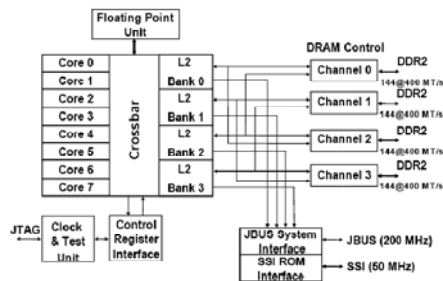 Floating Point
Unit
Core 0
Core 1
Core 2
Core 3
Core 4
Core 5
Core 6
Core 7
Crossbar
L2
Bank 0
L2
Bank 1
L2
Bank 2
L2
Bank 3
DRAM Control
Channel 0
DDR2
144@400 MT/s
Channel 1
DDR2
144@400 MT/s
Channel 2
DDR2
144@400 MT/s
Channel 3
DDR2
144@400 MT/s
JTAG
Clock
& Test
Unit
Control
Register
Interface
JBUS System
Interface
SSI ROM
Interface
JBUS (200 MHz)
SSI (50 MHz)